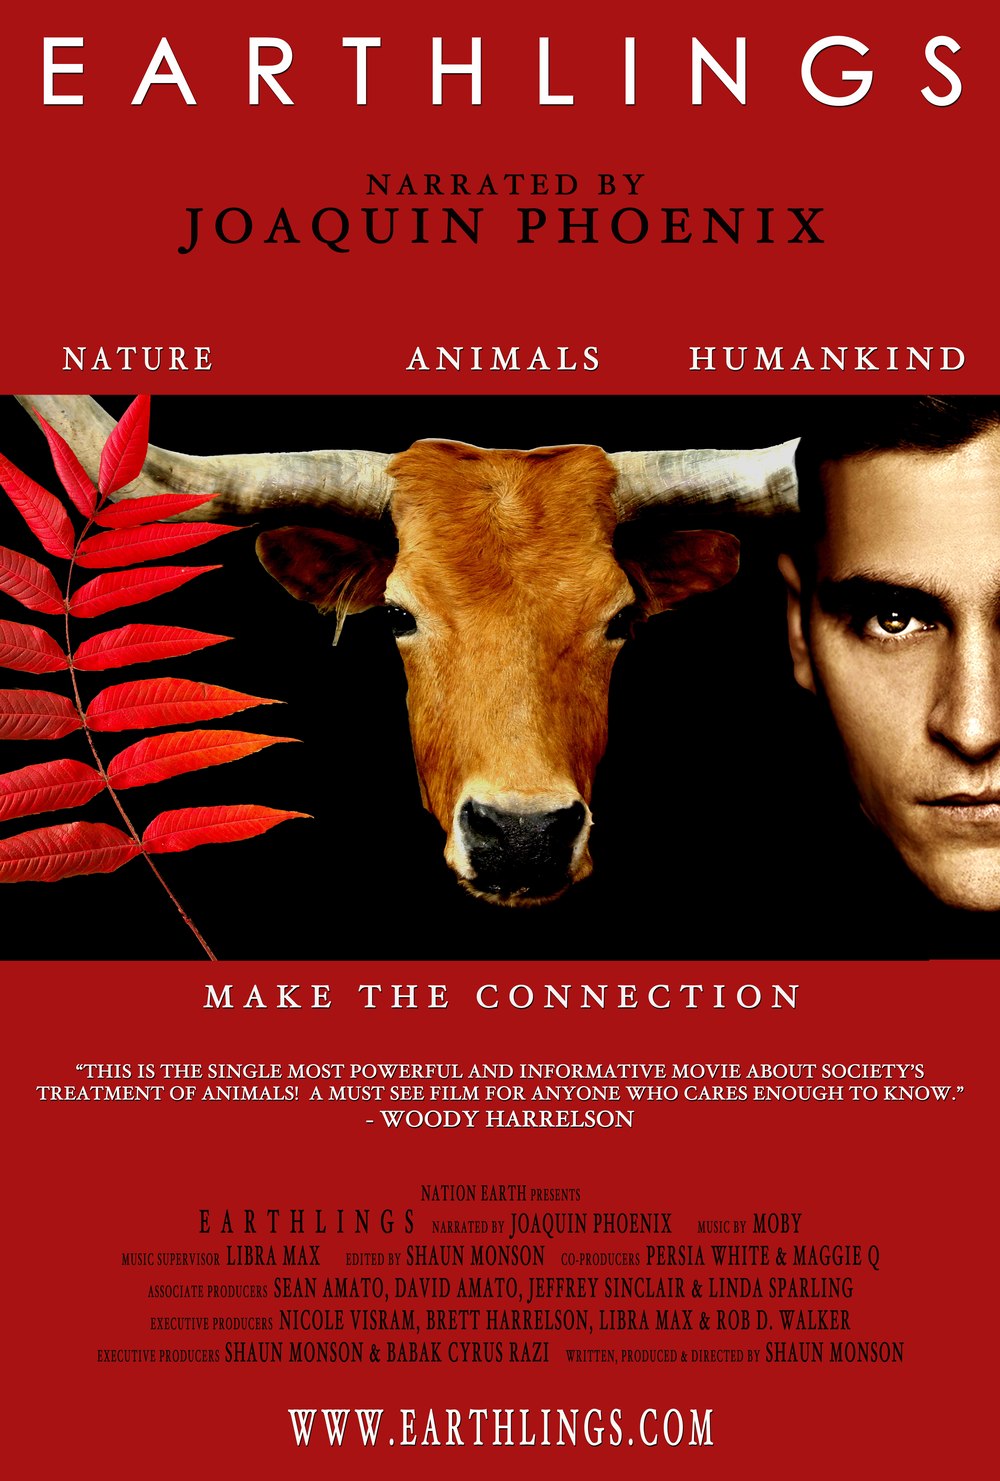 EARTHLINGS
NARRATED BY
JOAQUIN PHOENIX
NATURE ANIMALS HUMANKIND
MAKE THE CONNECTION
“THIS IS THE SINGLE MOST POWERFUL AND INFORMATIVE MOVIE ABOUT SOCIETY’S
TREATMENT OF ANIMALS! A MUST SEE FILM FOR ANYONE WHO CARES ENOUGH TO KNOW.”
- WOODY HARRELSON
NATION EARTH PRESENTS
EARTHLINGS NARRATED BY JOAQUIN PHOENIX MUSIC BY MOBY
MUSIC SUPERVISOR LIBRA MAX EDITED BY SHAUN MONSON CO-PRODUCERS PERSIA WHITE & MAGGIE Q
ASSOCIATE PRODUCERS SEAN AMATO, DAVID AMATO, JEFFREY SINCLAIR & LINDA SPARLING
EXECUTIVE PRODUCERS NICOLE VISRAM, BRETT HARRELSON, LIBRA MAX & ROB D. WALKER
EXECUTIVE PRODUCERS SHAUN MONSON & BABAK CYRUS RAZI WRITTEN, PRODUCED & DIRECTED BY SHAUN MONSON
WWW.EARTHLINGS.COM